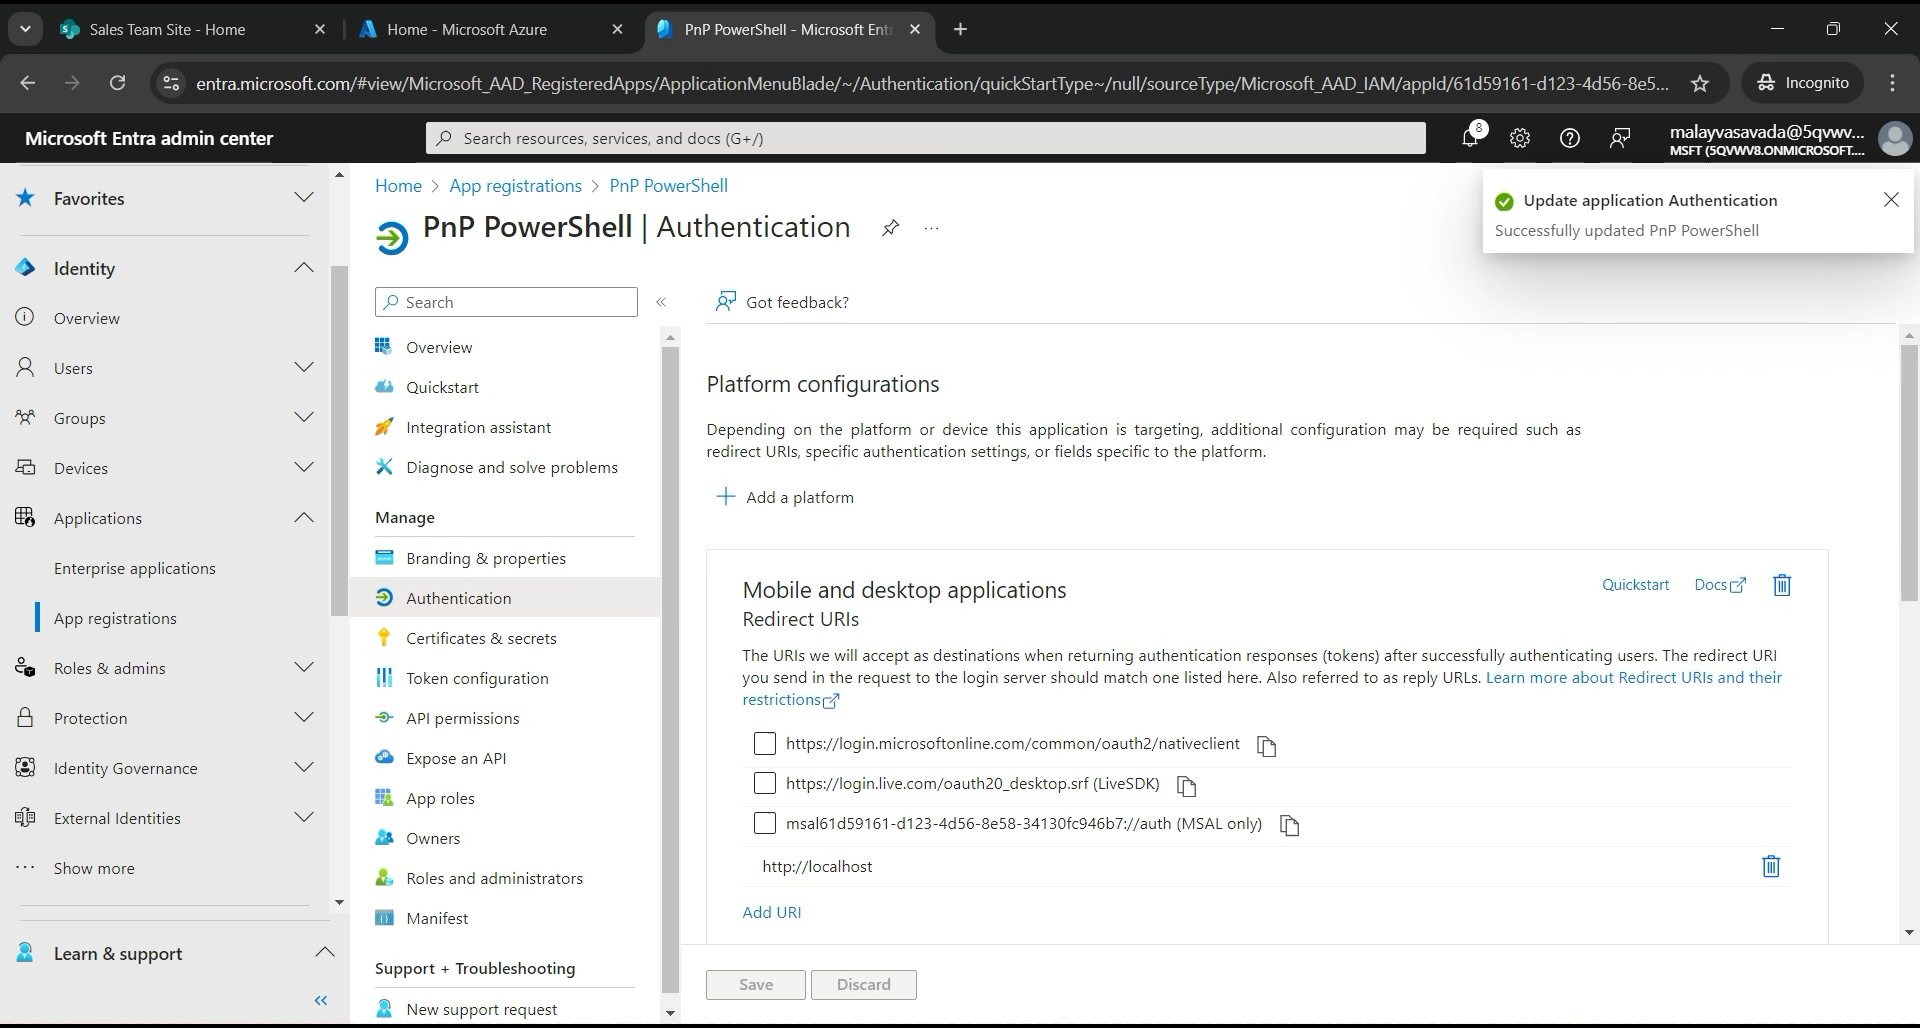 Sales Team Site - Home
Home - Microsoft Azure
PnP PowerShell - Microsoft Entr
entra.microsoft.com/#view/Microsoft_AAD_RegisteredApps/ApplicationMenuBlade/~/Authentication/quickStartType~/null/sourceType/Microsoft_AAD_IAM/appId/61d59161-d123-4d56-8e5...
Incognito
Microsoft Entra admin center
Search resources, services, and docs (G+/)
8
malayvasavada@5qvwv...
MSFT (5QVWV8.ONMICROSOFT....
Favorites
Identity
Overview
Users
Groups
Devices
Applications
Enterprise applications
App registrations
Roles & admins
Protection
Identity Governance
External Identities
Show more
Learn & support
Home > App registrations > PnP PowerShell
PnP PowerShell | Authentication
Update application Authentication
Successfully updated PnP PowerShell
Search
Overview
Quickstart
Integration assistant
Diagnose and solve problems
Manage
Branding & properties
Authentication
Certificates & secrets
Token configuration
API permissions
Expose an API
App roles
Owners
Roles and administrators
Manifest
Support + Troubleshooting
New support request
Got feedback?
Platform configurations
Depending on the platform or device this application is targeting, additional configuration may be required such as
redirect URIs, specific authentication settings, or fields specific to the platform.
Add a platform
Mobile and desktop applications
Quickstart
Docs
Redirect URIs
The URIs we will accept as destinations when returning authentication responses (tokens) after successfully authenticating users. The redirect URI
you send in the request to the login server should match one listed here. Also referred to as reply URLs. Learn more about Redirect URIs and their
restrictions
https://login.microsoftonline.com/common/oauth2/nativeclient
https://login.live.com/oauth20_desktop.srf (LiveSDK)
msal61d59161-d123-4d56-8e58-34130fc946b7://auth (MSAL only)
http://localhost
Add URI
Save
Discard